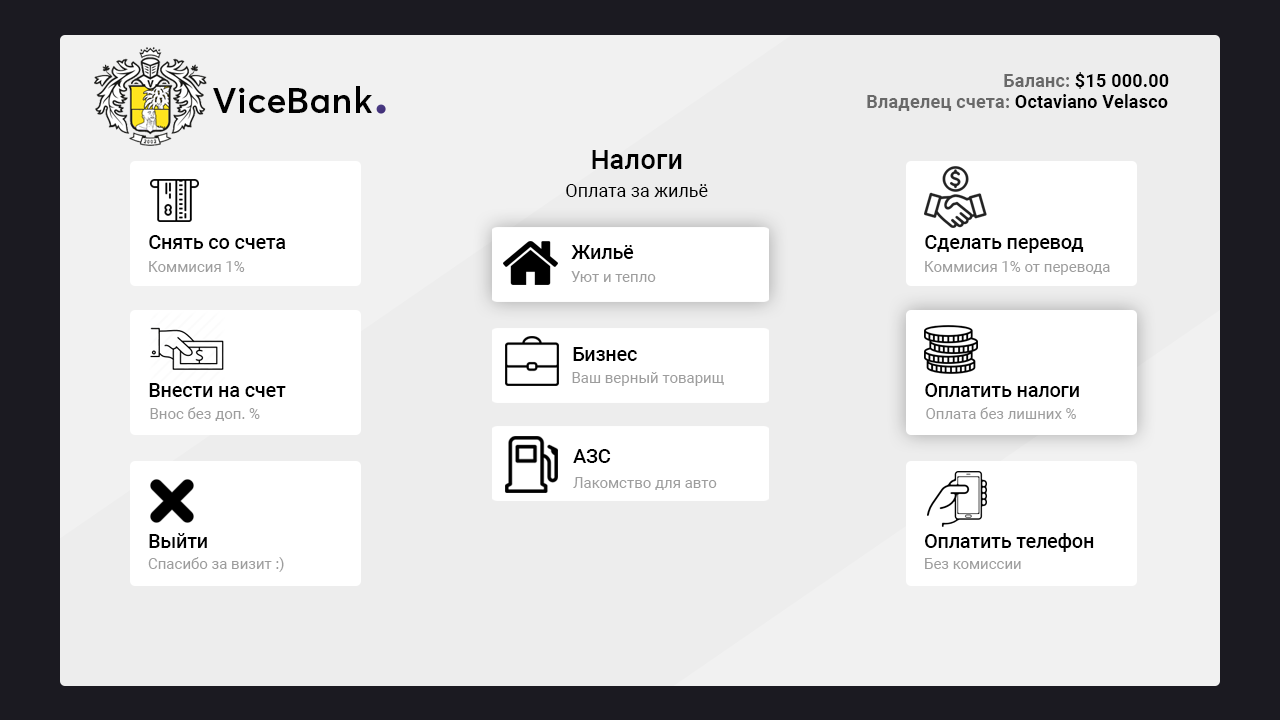 ViceBank.
Баланс: $15 000.00
Владелец счета: Octaviano Velasco
Налоги
Оплата за жильё
Снять со счета
Коммисия 1%
Внести на счет
Внос без доп. %
Выйти
Спасибо за визит :)
Жильё
Уют и тепло
Бизнес
Ваш верный товарищ
АЗС
Лакомство для авто
Сделать перевод
Коммисия 1% от перевода
Оплатить налоги
Оплата без лишних %
Оплатить телефон
Без комиссии